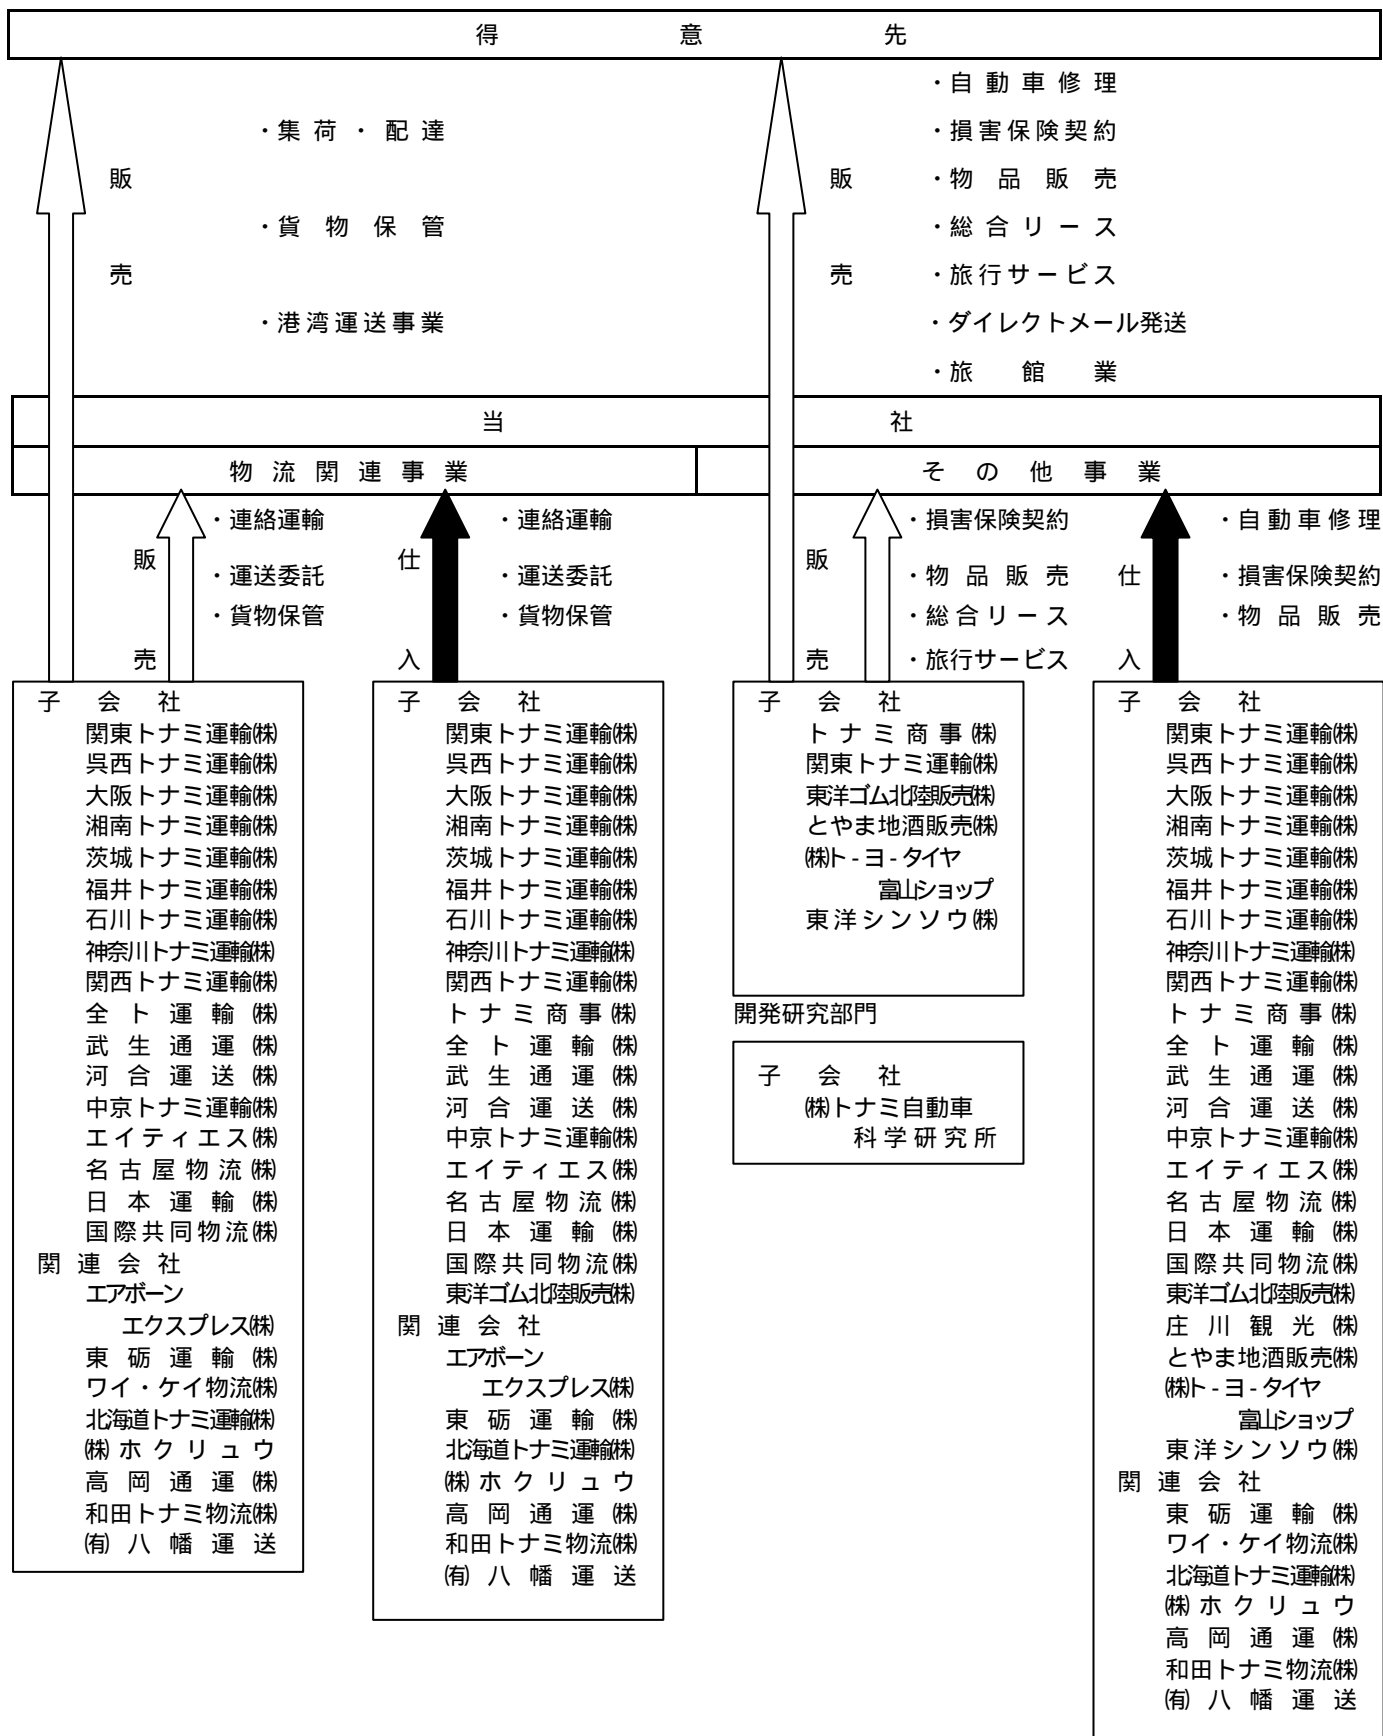 得意先
・集荷・配達
・貨物保管
・港湾運送事業
販売
・自動車修理
・損害保険契約
・物品販売
・総合リース
・旅行サービス
・ダイレクトメール発送
・旅館業
販売
当社
物流関連事業
その他事業
販売
・連絡運輸
・運送委託
・貨物保管
仕入
・連絡運輸
・運送委託
・貨物保管
販売
・損害保険契約
・物品販売
・総合リース
・旅行サービス
仕入
・自動車修理
・損害保険契約
・物品販売
子会社
関東トナミ運輸㈱
呉西トナミ運輸㈱
大阪トナミ運輸㈱
湘南トナミ運輸㈱
茨城トナミ運輸㈱
福井トナミ運輸㈱
石川トナミ運輸㈱
神奈川トナミ運輸㈱
関西トナミ運輸㈱
全ト運輸㈱
武生通運㈱
河合運送㈱
中京トナミ運輸㈱
エイティエス㈱
名古屋物流㈱
日本運輸㈱
国際共同物流㈱
関連会社
エアボーン
エクスプレス㈱
東砺運輸㈱
ワイ・ケイ物流㈱
北海道トナミ運輸㈱
㈱ホクリュウ
高岡通運㈱
和田トナミ物流㈱
㈲八幡運送
子会社
関東トナミ運輸㈱
呉西トナミ運輸㈱
大阪トナミ運輸㈱
湘南トナミ運輸㈱
茨城トナミ運輸㈱
福井トナミ運輸㈱
石川トナミ運輸㈱
神奈川トナミ運輸㈱
関西トナミ運輸㈱
トナミ商事㈱
全ト運輸㈱
武生通運㈱
河合運送㈱
中京トナミ運輸㈱
エイティエス㈱
名古屋物流㈱
日本運輸㈱
国際共同物流㈱
東洋ゴム北陸販売㈱
関連会社
エアボーン
エクスプレス㈱
東砺運輸㈱
北海道トナミ運輸㈱
㈱ホクリュウ
高岡通運㈱
和田トナミ物流㈱
㈲八幡運送
子会社
トナミ商事㈱
関東トナミ運輸㈱
東洋ゴム北陸販売㈱
とやま地酒販売㈱
㈱ト-ヨ-タイヤ
富山ショップ
東洋シンソウ㈱
開発研究部門
子会社
㈱トナミ自動車
科学研究所
子会社
関東トナミ運輸㈱
呉西トナミ運輸㈱
大阪トナミ運輸㈱
湘南トナミ運輸㈱
茨城トナミ運輸㈱
福井トナミ運輸㈱
石川トナミ運輸㈱
神奈川トナミ運輸㈱
関西トナミ運輸㈱
トナミ商事㈱
全ト運輸㈱
武生通運㈱
河合運送㈱
中京トナミ運輸㈱
エイティエス㈱
名古屋物流㈱
日本運輸㈱
国際共同物流㈱
東洋ゴム北陸販売㈱
庄川観光㈱
とやま地酒販売㈱
㈱ト-ヨ-タイヤ
富山ショップ
東洋シンソウ㈱
関連会社
東砺運輸㈱
ワイ・ケイ物流㈱
北海道トナミ運輸㈱
㈱ホクリュウ
高岡通運㈱
和田トナミ物流㈱
㈲八幡運送